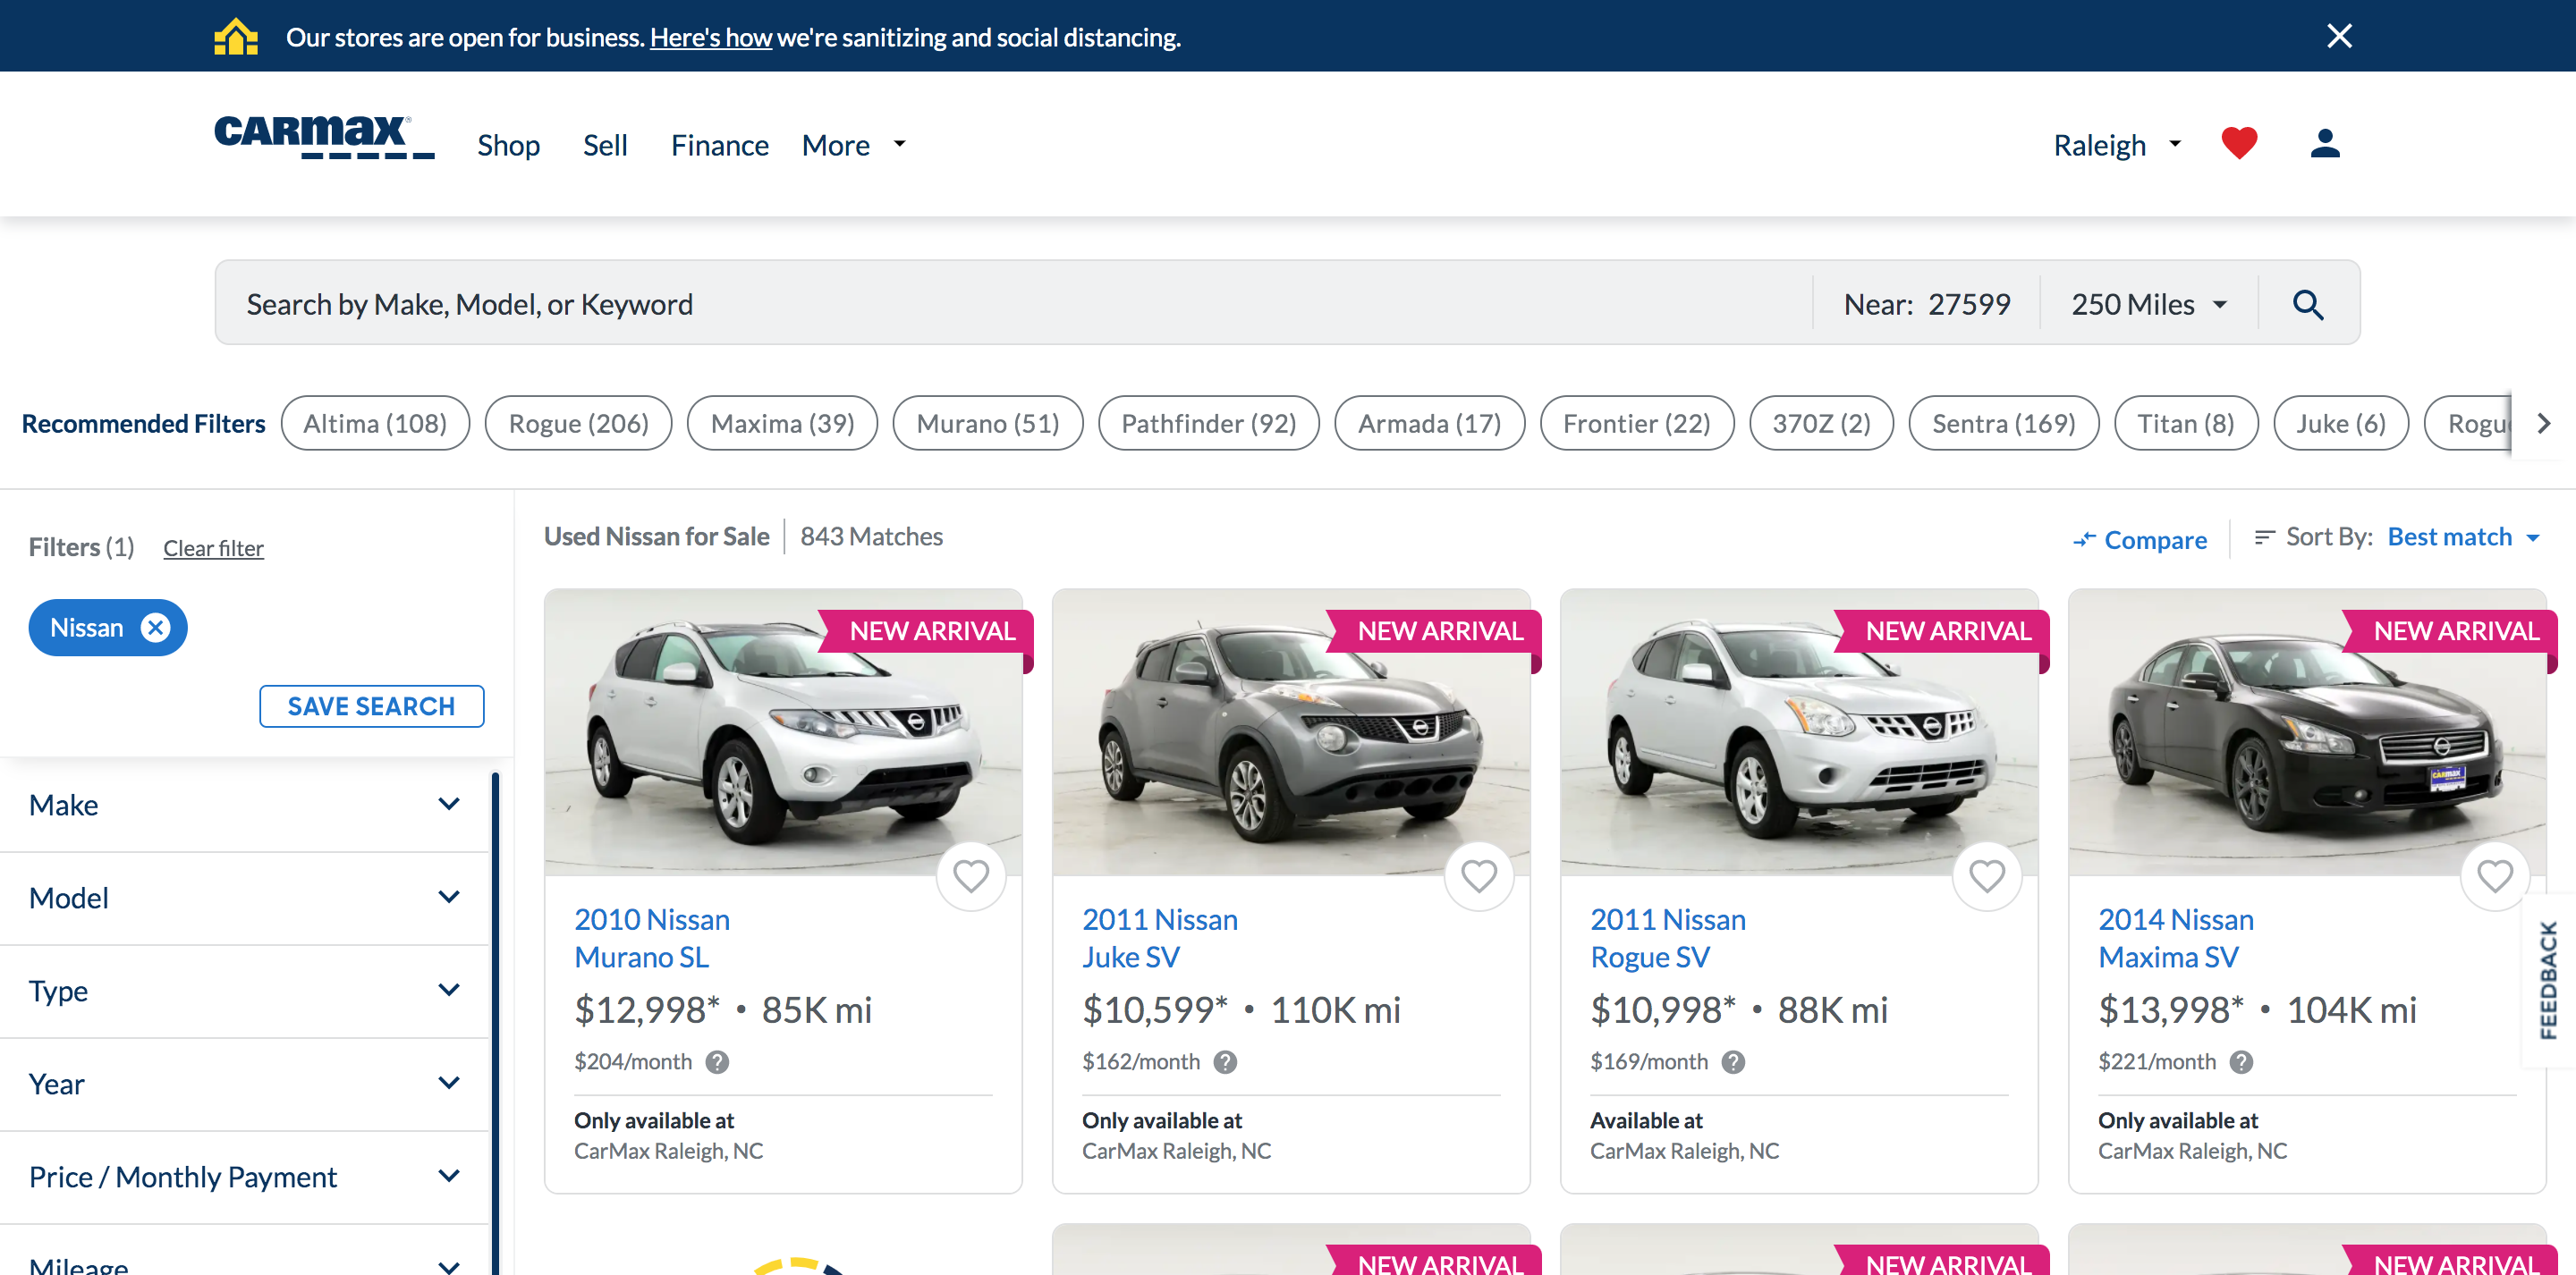 Our stores are open for business. Here's how we're sanitizing and social distancing.
CARMAX®
Shop Sell Finance More
Raleigh
Search by Make, Model, or Keyword
Near: 27599 250 Miles
Recommended Filters Altima (108) Rogue (206) Maxima (39) Murano (51) Pathfinder (92) Armada (17) Frontier (22) 370Z (2) Sentra (169) Titan (8) Juke (6)
Filters (1) Clear filter
Nissan
SAVE SEARCH
Make
Model
Type
Year
Price / Monthly Payment
Mileage
Used Nissan for Sale 843 Matches
Compare Sort By: Best match
NEW ARRIVAL
2010 Nissan
Murano SL
$12,998* • 85K mi
$204/month ?
Only available at
CarMax Raleigh, NC
NEW ARRIVAL
2011 Nissan
Juke SV
$10,599* • 110K mi
$162/month ?
Only available at
CarMax Raleigh, NC
NEW ARRIVAL
2011 Nissan
Rogue SV
$10,998* • 88K mi
$169/month ?
Available at
CarMax Raleigh, NC
NEW ARRIVAL
CARMAX
2014 Nissan
Maxima SV
$13,998* • 104K mi
$221/month ?
Only available at
CarMax Raleigh, NC
FEEDBACK
NEW ARRIVAL
NEW ARRIVAL
NEW ARRIVAL